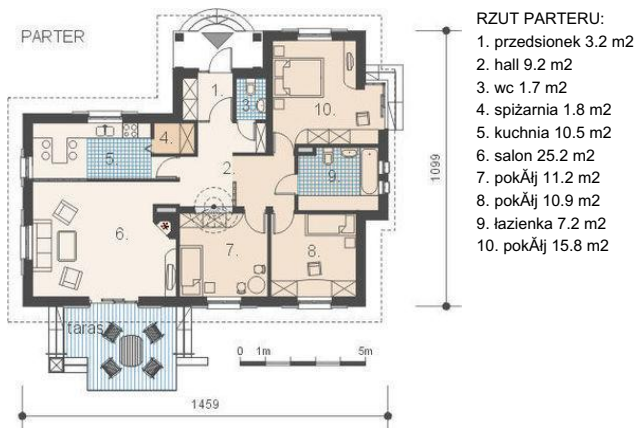 PARTER
RZUT PARTERU:
1. przedsionek 3.2 m2
2. hall 9.2 m2
3. wc 1.7 m2
4. spiżarnia 1.8 m2
5. kuchnia 10.5 m2
6. salon 25.2 m2
7. pokĂłj 11.2 m2
8. pokĂłj 10.9 m2
9. łazienka 7.2 m2
10. pokĂłj 15.8 m2
1.
3.
10.
4.
5.
2.
9.
6.
7.
8.
taras
0 1m 5m
1099
1459